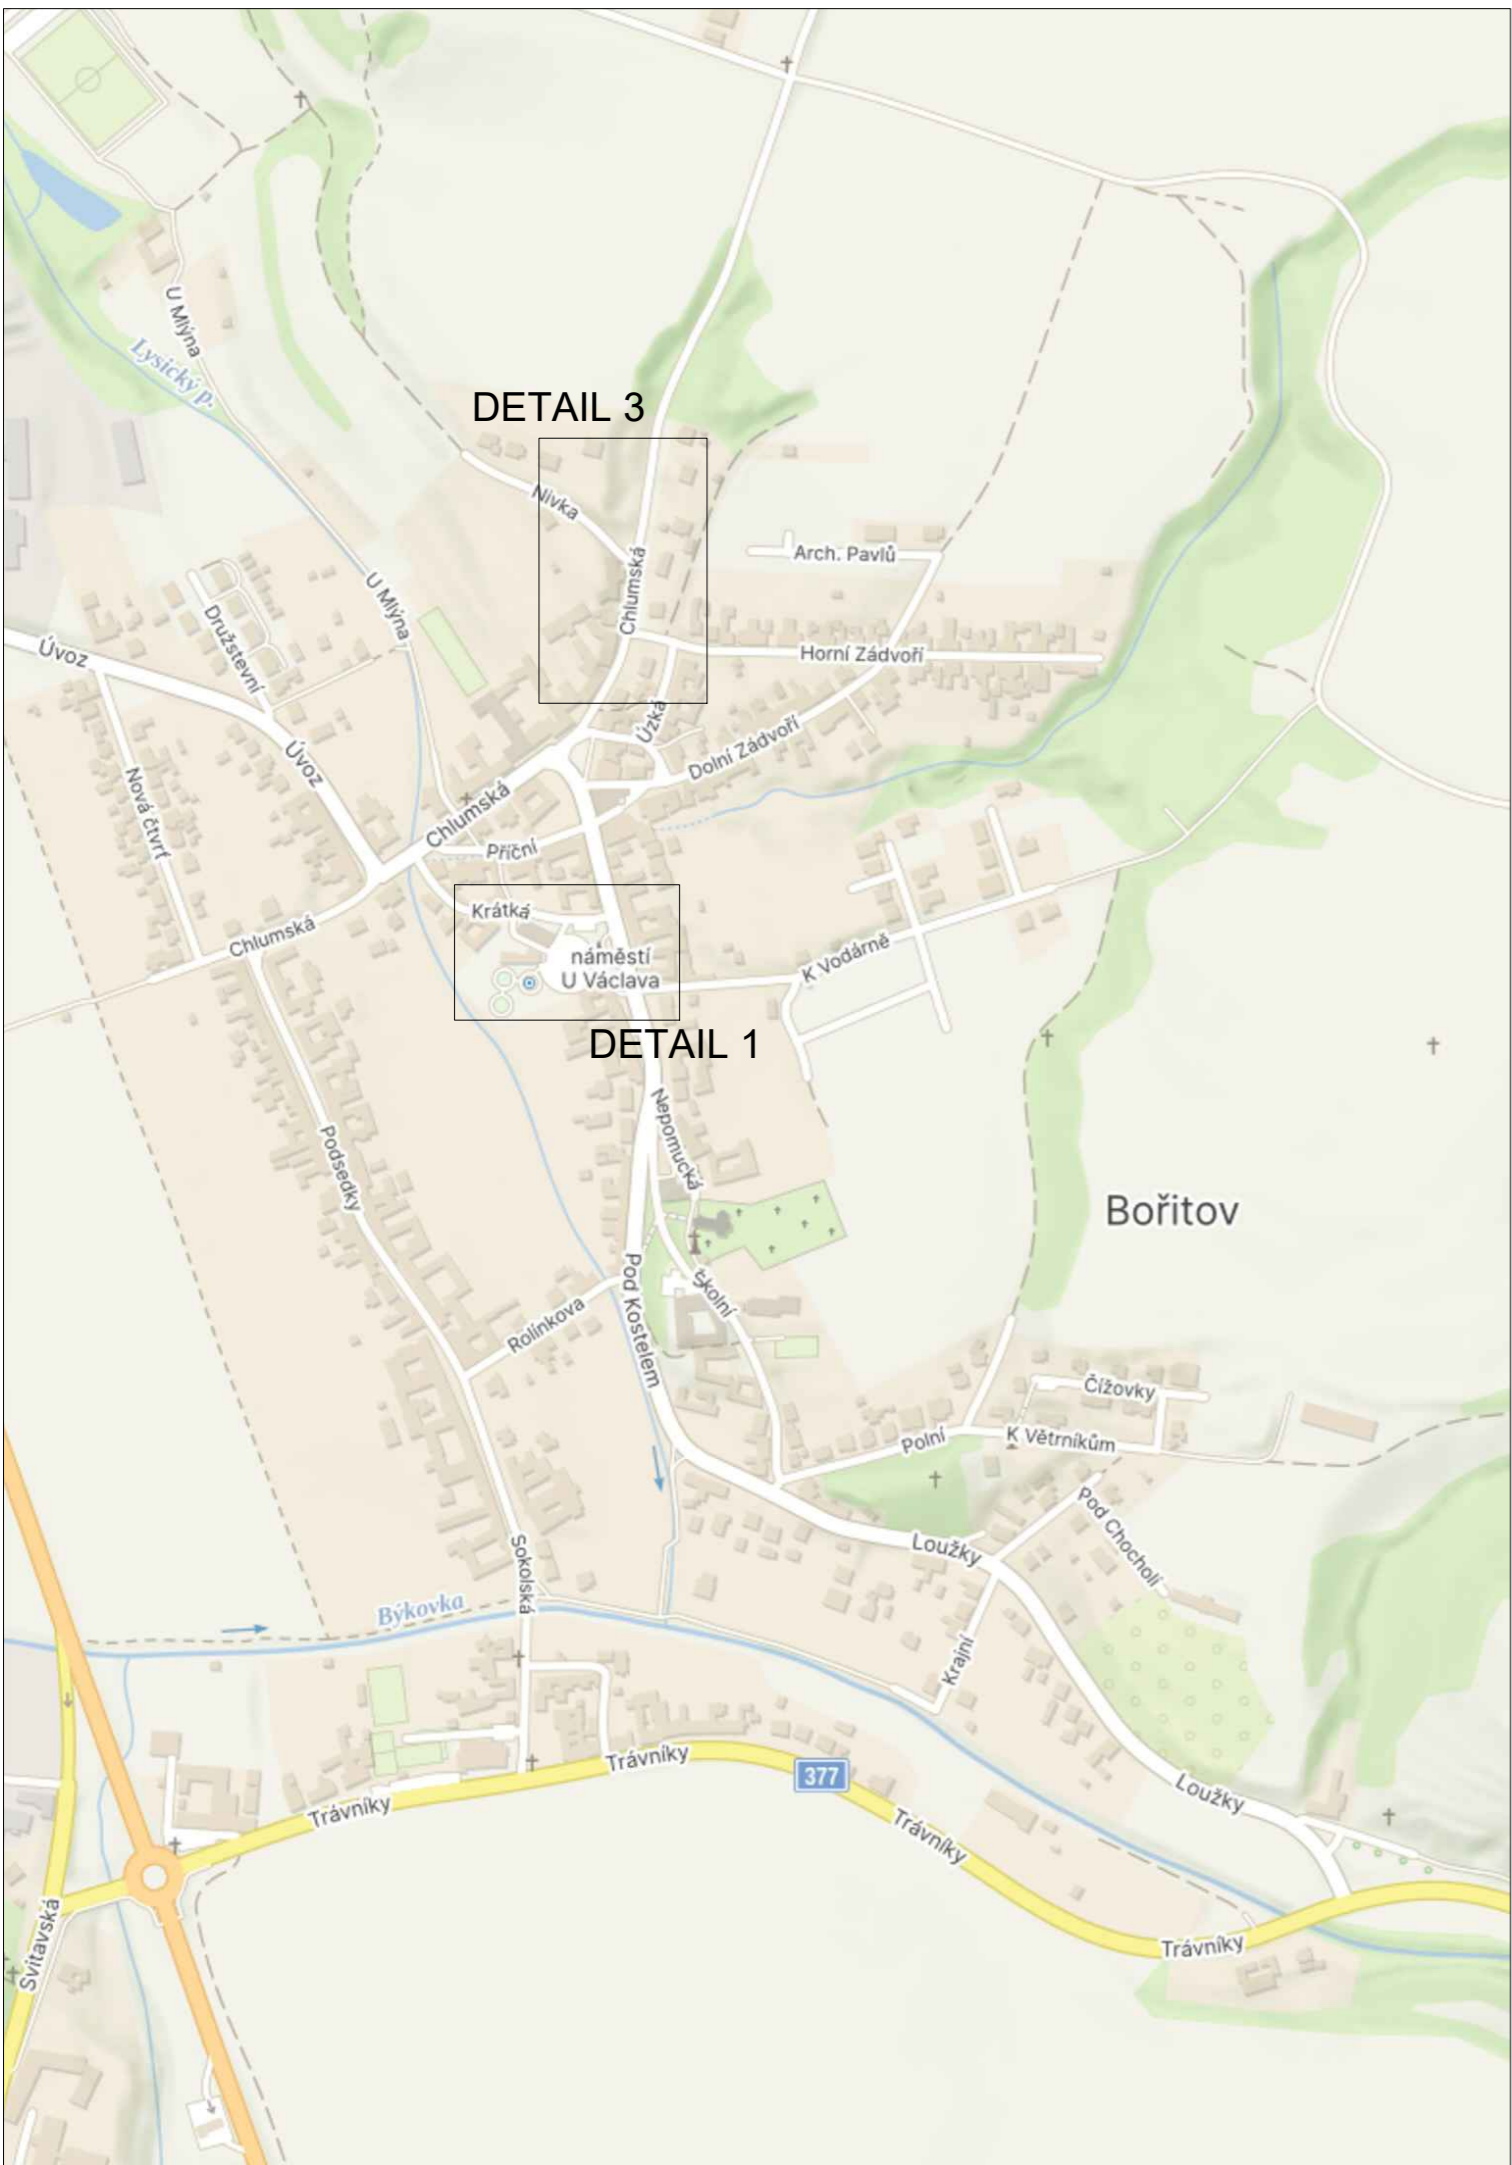 U Mlýna
Lysický p.
DETAIL 3
Nivka
Chlumská
Arch. Pavlů
U Mlýna
Družstevní
Úvoz
Horní Zádvoří
Úzká
Úvoz
Dolní Zádvoří
Nová čtvrť
Chlumská
Příční
Krátká
Chlumská
náměstí
U Václava
K Vodárně
DETAIL 1
Nepomucká
Podsedky
Bořitov
Pod Kostelem
Školní
Rolínkova
Čížovky
Polní
K Větrníkům
Pod Chocholí
Loužky
Sokolská
Býkovka
Krajní
Trávníky
377
Loužky
Trávníky
Trávníky
Svitavská
Trávníky